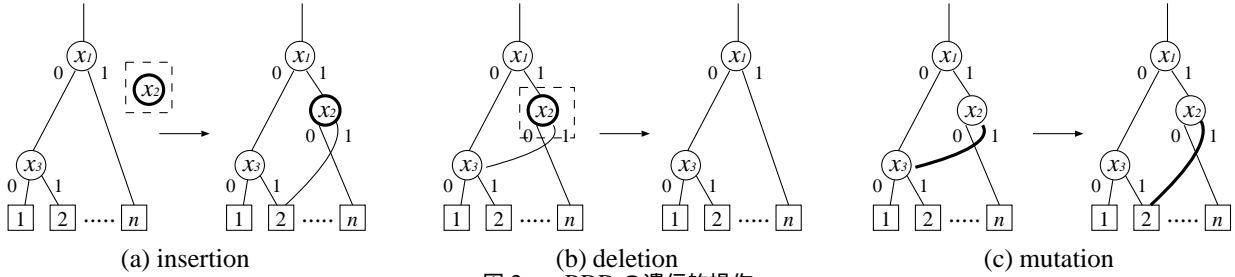 x1 x1 x1 x1 x1 x1
0 1 0 1 0 1 0 1 0 1 0 1
x2 x2 x2 x2 x2
0 1 0 1 0 1 0 1
x3 x3 x3 x3 x3 x3
0 1 0 1 0 1 0 1 0 1 0 1
1 2 ..... n 1 2 ..... n 1 2 ..... n 1 2 ..... n 1 2 ..... n 1 2 ..... n
(a) insertion (b) deletion (c) mutation